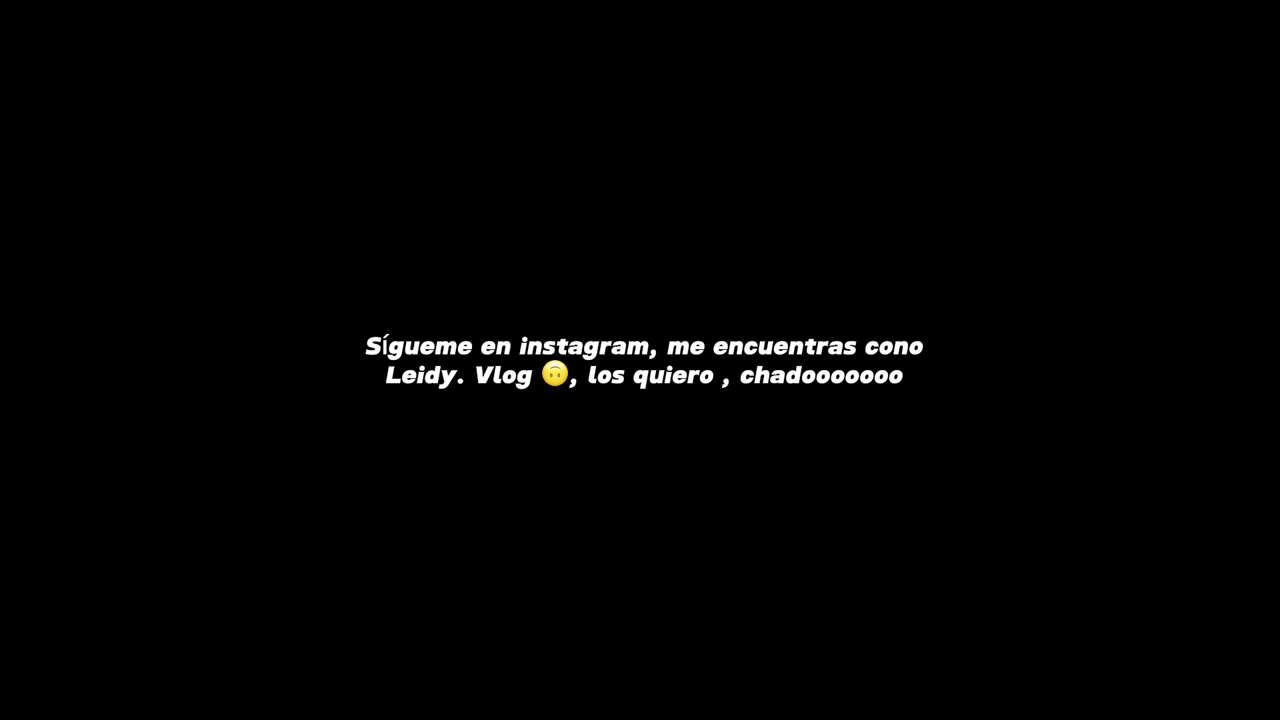 Sígueme en instagram, me encuentras cono
Leidy. Vlog 🙃, los quiero , chadooooooo